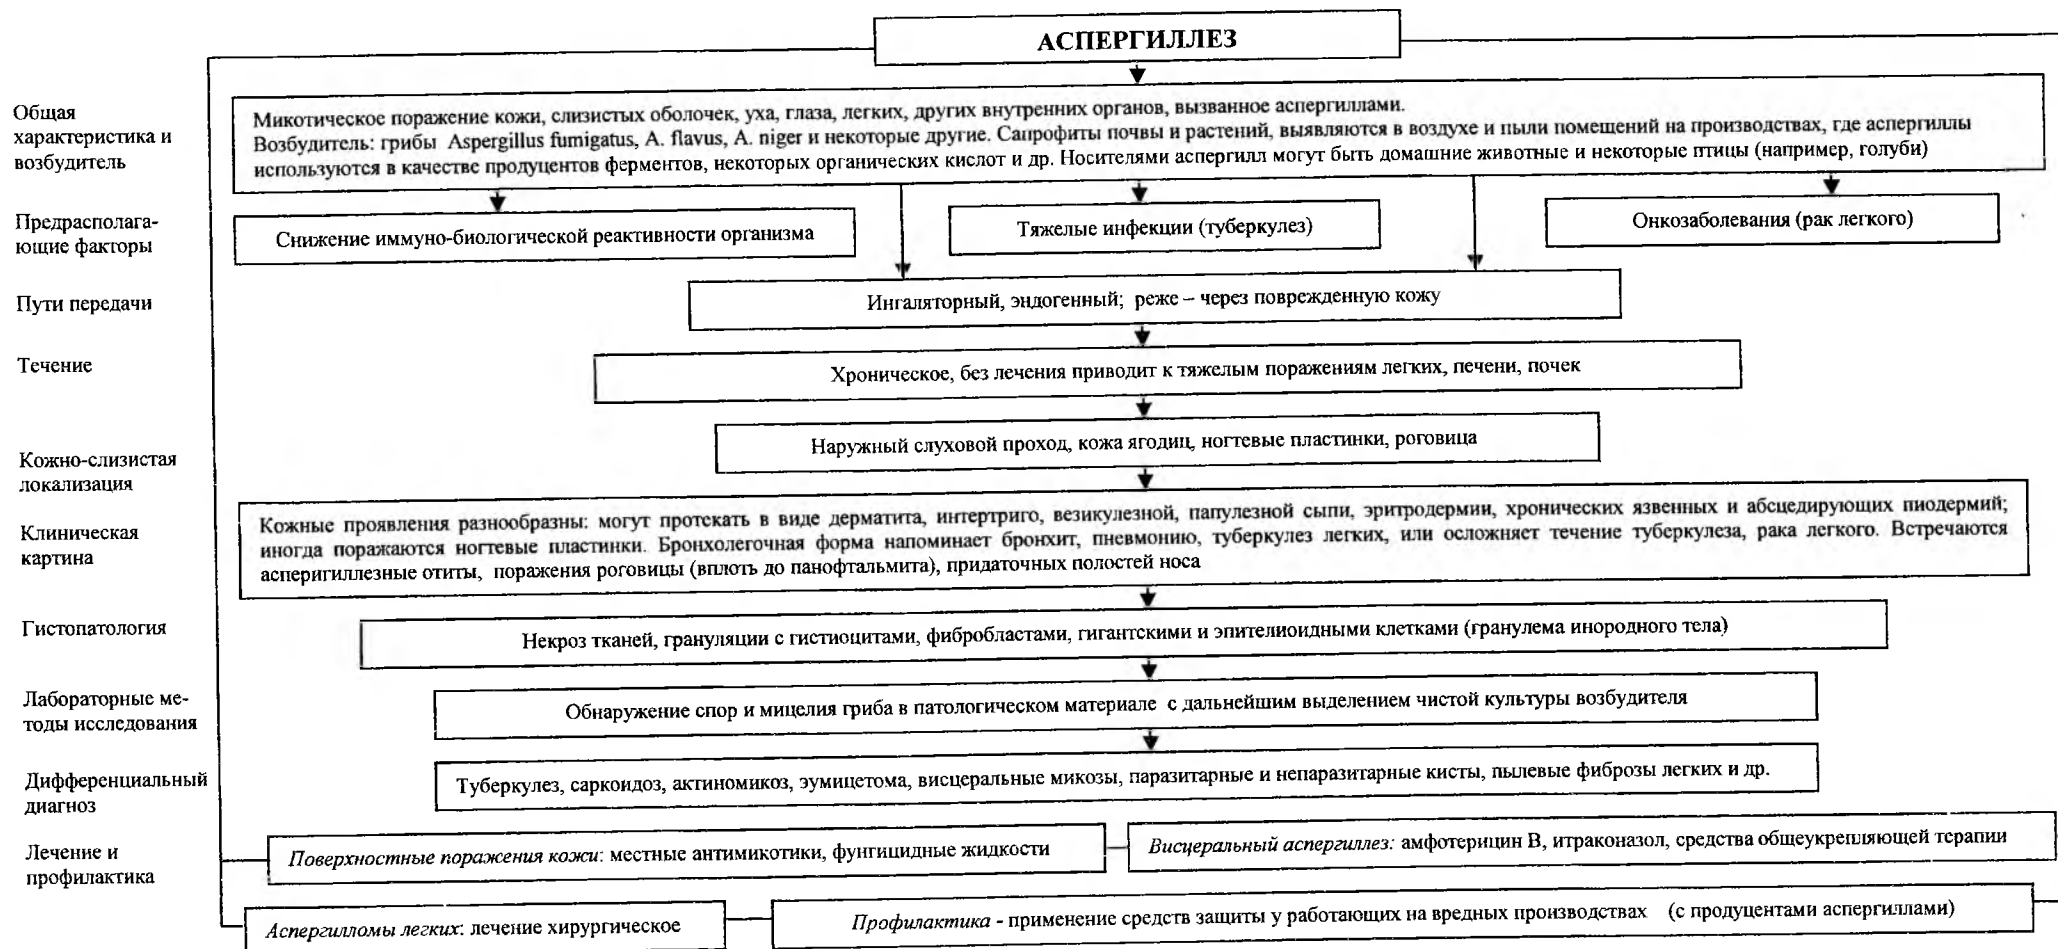 АСПЕРГИЛЛЕЗ
Общая
характеристика и
возбудитель
Микотическое поражение кожи, слизистых оболочек, уха, глаза, легких, других внутренних органов, вызванное аспергиллами.
Возбудитель: грибы Aspergillus fumigatus, A. flavus, A. niger и некоторые другие. Сапрофиты почвы и растений, выявляются в воздухе и пыли помещений на производствах, где аспергиллы
используются в качестве продуцентов ферментов, некоторых органических кислот и др. Носителями аспергилл могут быть домашние животные и некоторые птицы (например, голуби)
Предрасполага-
ющие факторы
Снижение иммуно-биологической реактивности организма
Тяжелые инфекции (туберкулез)
Онкозаболевания (рак легкого)
Пути передачи
Ингаляторный, эндогенный; реже – через поврежденную кожу
Течение
Хроническое, без лечения приводит к тяжелым поражениям легких, печени, почек
Кожно-слизистая
локализация
Наружный слуховой проход, кожа ягодиц, ногтевые пластинки, роговица
Клиническая
картина
Кожные проявления разнообразны: могут протекать в виде дерматита, интертриго, везикулезной, папулезной сыпи, эритродермии, хронических язвенных и абсцедирующих пиодермий;
иногда поражаются ногтевые пластинки. Бронхолегочная форма напоминает бронхит, пневмонию, туберкулез легких, или осложняет течение туберкулеза, рака легкого. Встречаются
асперигиллезные отиты, поражения роговицы (вплоть до панофтальмита), придаточных полостей носа
Гистопатология
Некроз тканей, грануляции с гистиоцитами, фибробластами, гигантскими и эпителиоидными клетками (гранулема инородного тела)
Лабораторные ме-
тоды исследования
Обнаружение спор и мицелия гриба в патологическом материале с дальнейшим выделением чистой культуры возбудителя
Дифференциальный
диагноз
Туберкулез, саркоидоз, актиномикоз, эумицетома, висцеральные микозы, паразитарные и непаразитарные кисты, пылевые фиброзы легких и др.
Лечение и
профилактика
Поверхностные поражения кожи: местные антимикотики, фунгицидные жидкости
Висцеральный аспергиллез: амфотерицин В, итраконазол, средства общеукрепляющей терапии
Аспергилломы легких: лечение хирургическое
Профилактика - применение средств защиты у работающих на вредных производствах (с продуцентами аспергиллами)